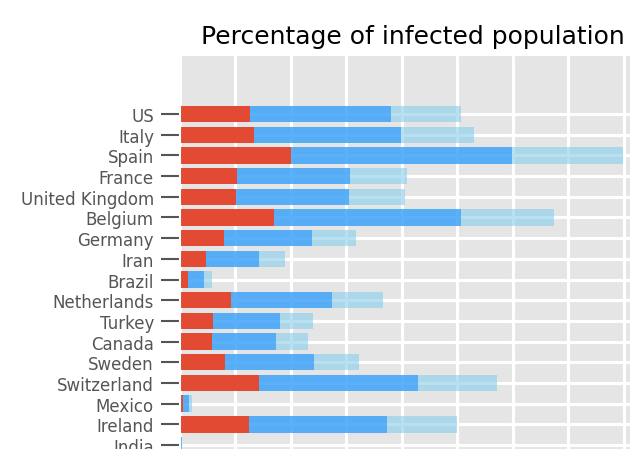 Percentage of infected population
US
Italy
Spain
France
United Kingdom
Belgium
Germany
Iran
Brazil
Netherlands
Turkey
Canada
Sweden
Switzerland
Mexico
Ireland
India